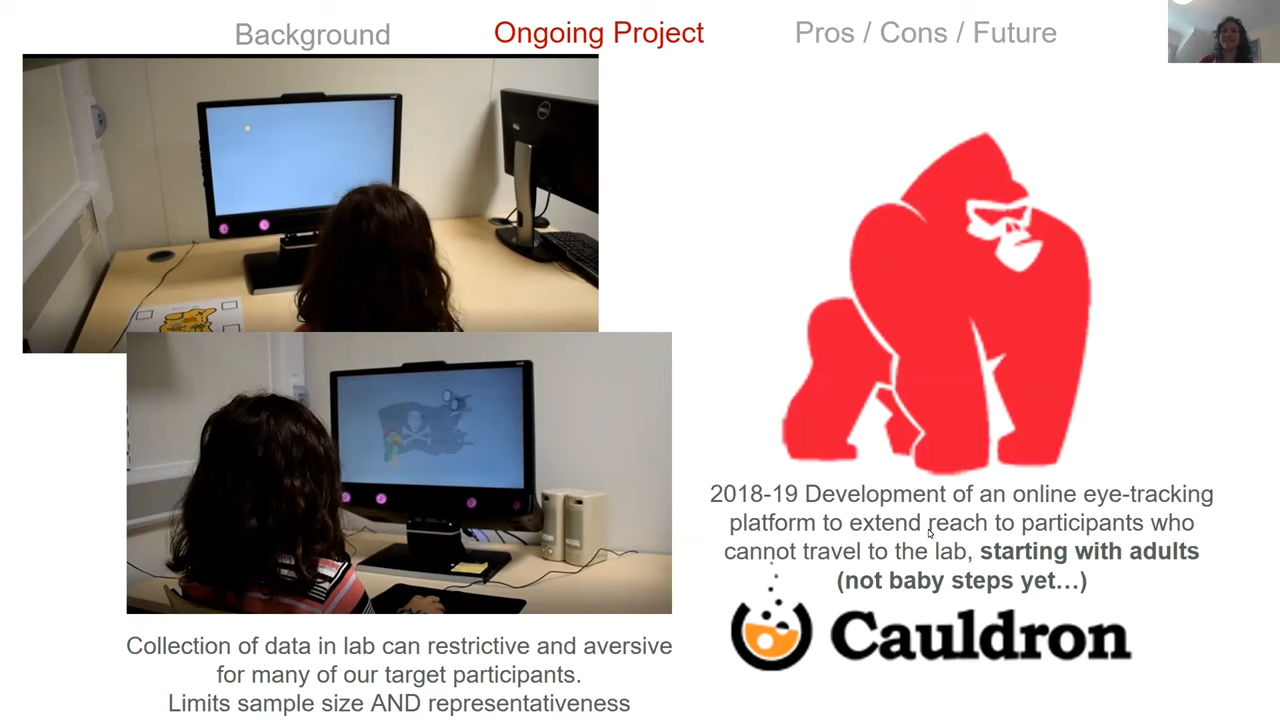 Background
Ongoing Project
Pros / Cons / Future
DELL
2018-19 Development of an online eye-tracking
platform to extend reach to participants who
cannot travel to the lab, starting with adults
(not baby steps yet…)
Cauldron
Collection of data in lab can restrictive and aversive
for many of our target participants.
Limits sample size AND representativeness